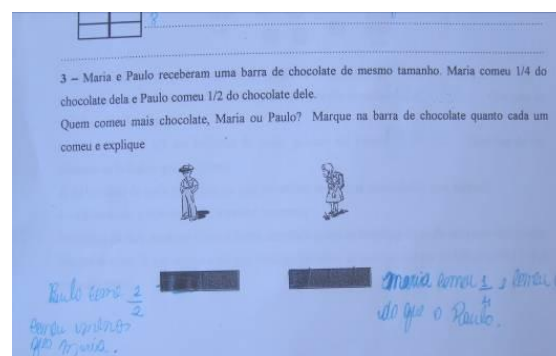 3 – Maria e Paulo receberam uma barra de chocolate de mesmo tamanho. Maria comeu 1/4 do
chocolate dela e Paulo comeu 1/2 do chocolate dele.
Quem comeu mais chocolate, Maria ou Paulo? Marque na barra de chocolate quanto cada um
comeu e explique
Paulo
2
comeu menos
que maria.
maria comeu 1
4
do que o Paulo.